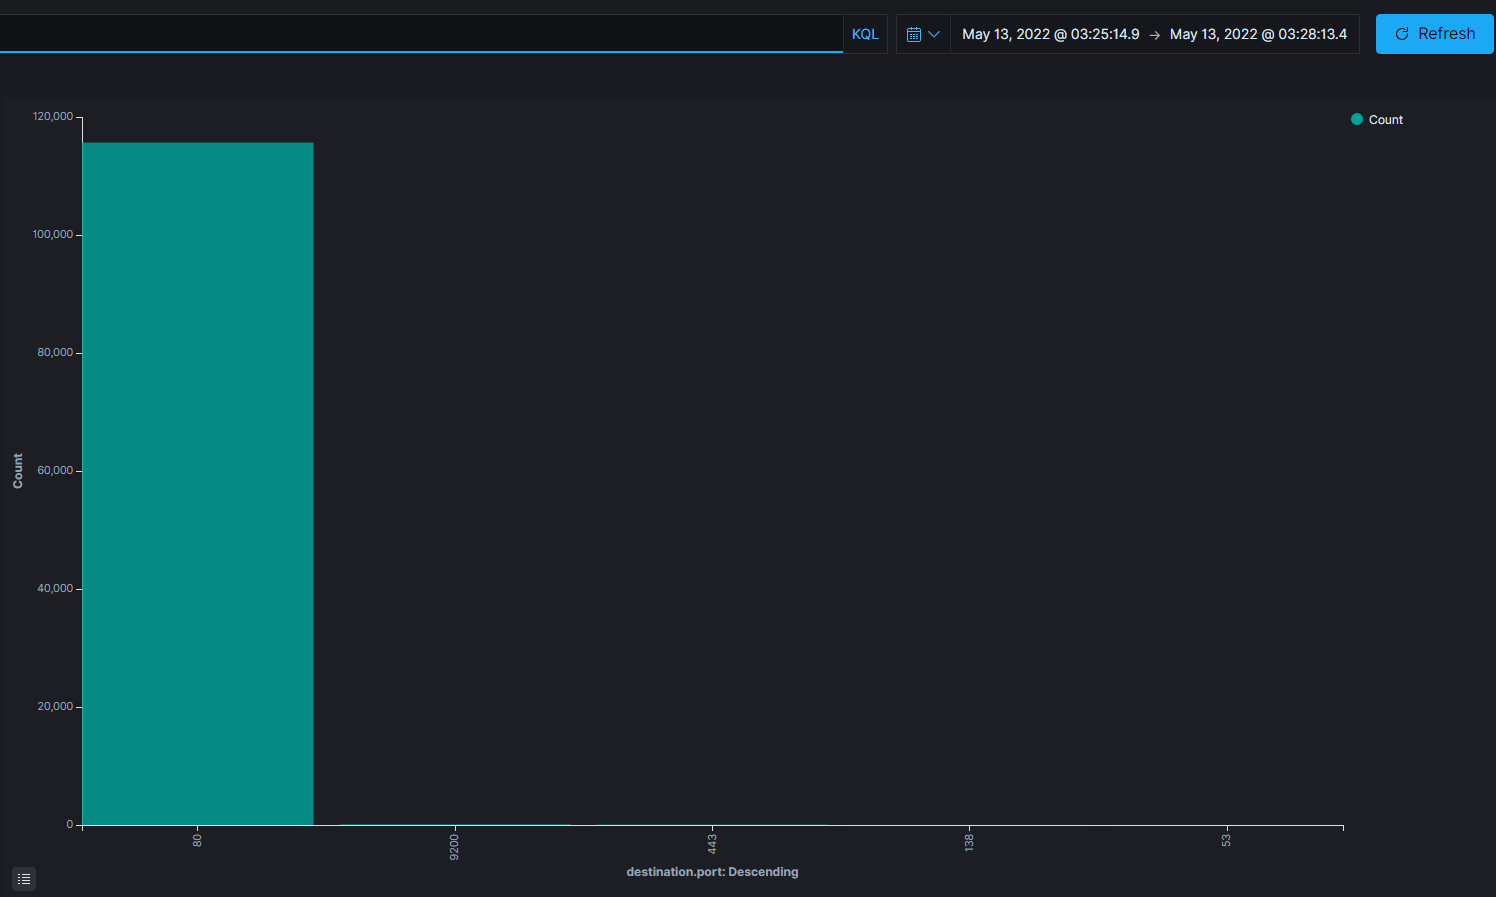 KQL
May 13, 2022 @ 03:25:14.9 → May 13, 2022 @ 03:28:13.4
Refresh
120,000
100,000
80,000
60,000
40,000
20,000
0
Count
Count
80
9200
443
138
53
destination.port: Descending